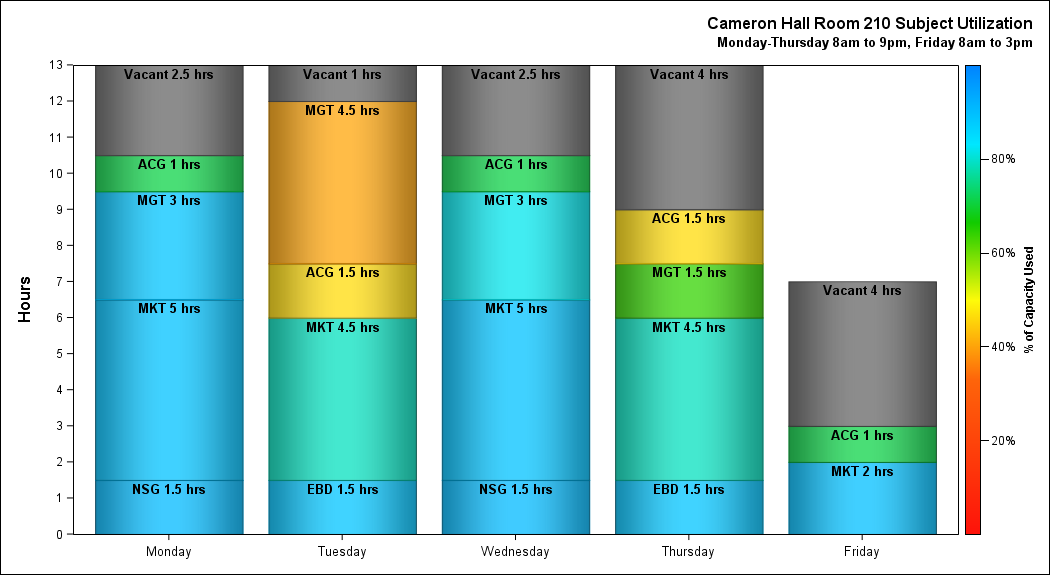 Cameron Hall Room 210 Subject Utilization
Monday-Thursday 8am to 9pm, Friday 8am to 3pm
Hours
13
12
11
10
9
8
7
6
5
4
3
2
1
0
Vacant 2.5 hrs
ACG 1 hrs
MGT 3 hrs
MKT 5 hrs
NSG 1.5 hrs
Vacant 1 hrs
MGT 4.5 hrs
ACG 1.5 hrs
MKT 4.5 hrs
EBD 1.5 hrs
Vacant 2.5 hrs
ACG 1 hrs
MGT 3 hrs
MKT 5 hrs
NSG 1.5 hrs
Vacant 4 hrs
ACG 1.5 hrs
MGT 1.5 hrs
MKT 4.5 hrs
EBD 1.5 hrs
Vacant 4 hrs
ACG 1 hrs
MKT 2 hrs
Monday Tuesday Wednesday Thursday Friday
80%
60%
40%
20%
% of Capacity Used